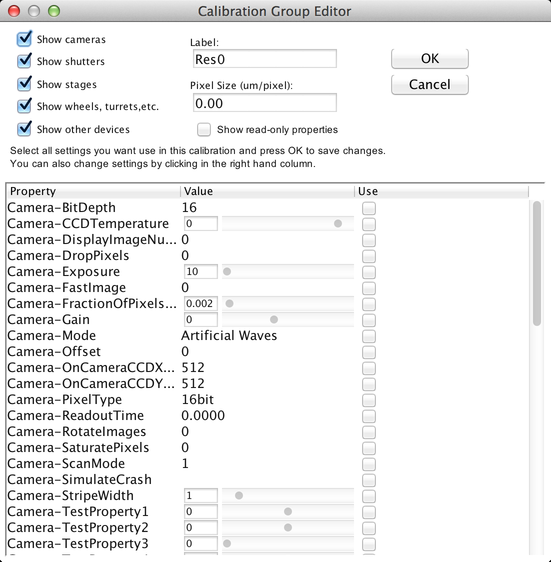 Calibration Group Editor
Show cameras
Show shutters
Show stages
Show wheels, turrets,etc.
Show other devices
Label:
Res0
Pixel Size (um/pixel):
0.00
Show read-only properties
OK
Cancel
Select all settings you want use in this calibration and press OK to save changes.
You can also change settings by clicking in the right hand column.
Property Value Use
Camera-BitDepth 16
Camera-CCDTemperature 0
Camera-DisplayImageNu... 0
Camera-DropPixels 0
Camera-Exposure 10
Camera-FastImage 0
Camera-FractionOfPixels... 0.002
Camera-Gain 0
Camera-Mode Artificial Waves
Camera-Offset 0
Camera-OnCameraCCDX... 512
Camera-OnCameraCCDY... 512
Camera-PixelType 16bit
Camera-ReadoutTime 0.0000
Camera-RotateImages 0
Camera-SaturatePixels 0
Camera-ScanMode 1
Camera-SimulateCrash
Camera-StripeWidth 1
Camera-TestProperty1 0
Camera-TestProperty2 0
Camera-TestProperty3 0